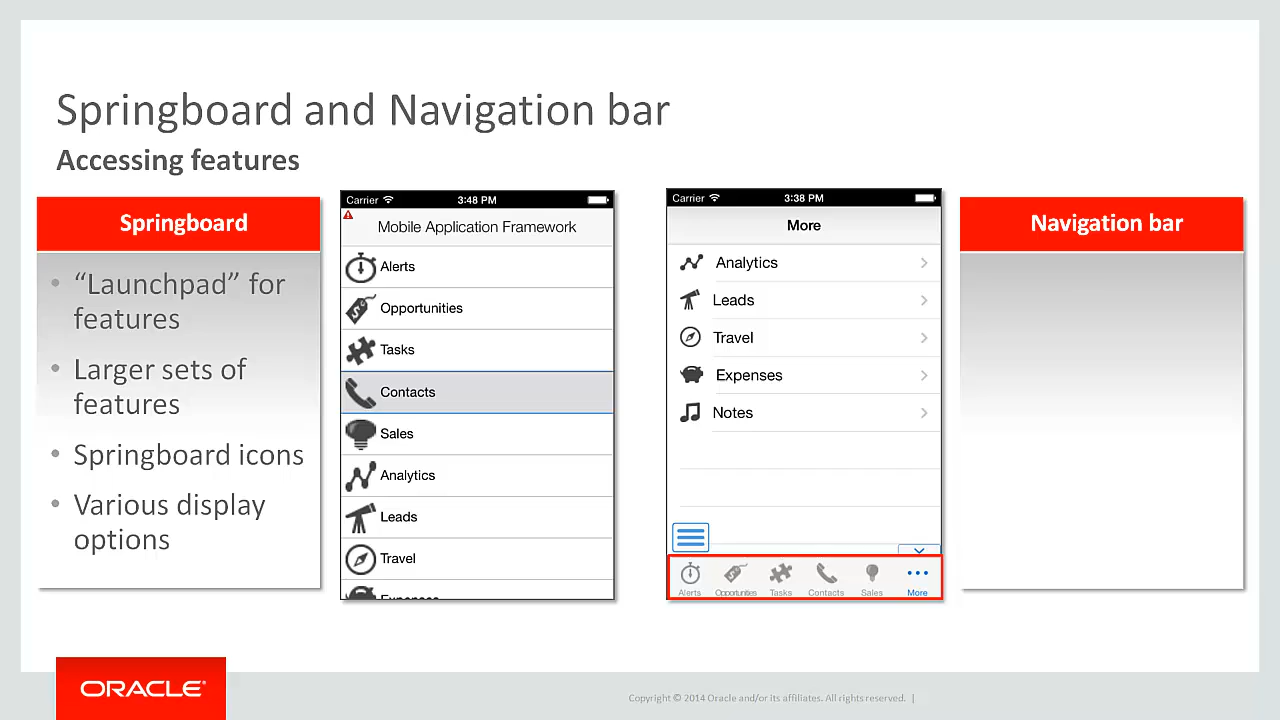 Springboard and Navigation bar
Accessing features
Springboard
• “Launchpad” for
features
• Larger sets of
features
• Springboard icons
• Various display
options
Carrier 3:48 PM
Mobile Application Framework
Alerts
Opportunities
Tasks
Contacts
Sales
Analytics
Leads
Travel
Expenses
Carrier 3:38 PM
More
Analytics
Leads
Travel
Expenses
Notes
Alerts Opportunities Tasks Contacts Sales More
Navigation bar
ORACLE®
Copyright © 2014 Oracle and/or its affiliates. All rights reserved. |